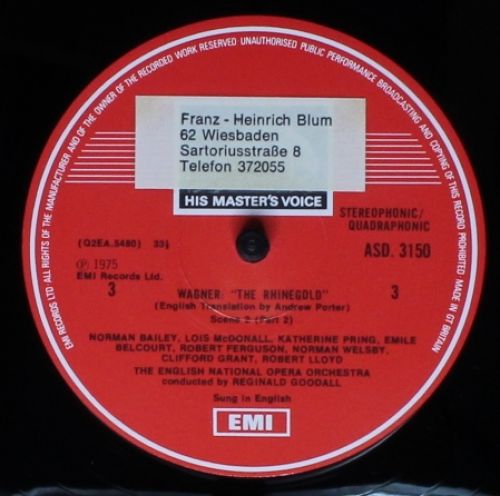 EMI RECORDS LTD ALL RIGHTS OF THE MANUFACTURER AND OF THE OWNER OF THE RECORDED WORK RESERVED UNAUTHORISED PUBLIC PERFORMANCE BROADCASTING AND COPYING OF THIS RECORD PROHIBITED · MADE IN GT BRITAIN
Franz - Heinrich Blum
62 Wiesbaden
Sartoriusstraße 8
Telefon 372055
HIS MASTER'S VOICE
STEREOPHONIC/
QUADRAPHONIC
(Q2EA.5480) 33⅓
ASD. 3150
℗ 1975
EMI Records Ltd.
3
3
WAGNER: "THE RHINEGOLD"
(English Translation by Andrew Porter)
Scene 2 (Part 2)
NORMAN BAILEY, LOIS McDONALL, KATHERINE PRING, EMILE
BELCOURT, ROBERT FERGUSON, NORMAN WELSBY,
CLIFFORD GRANT, ROBERT LLOYD
THE ENGLISH NATIONAL OPERA ORCHESTRA
conducted by REGINALD GOODALL
Sung in English
EMI